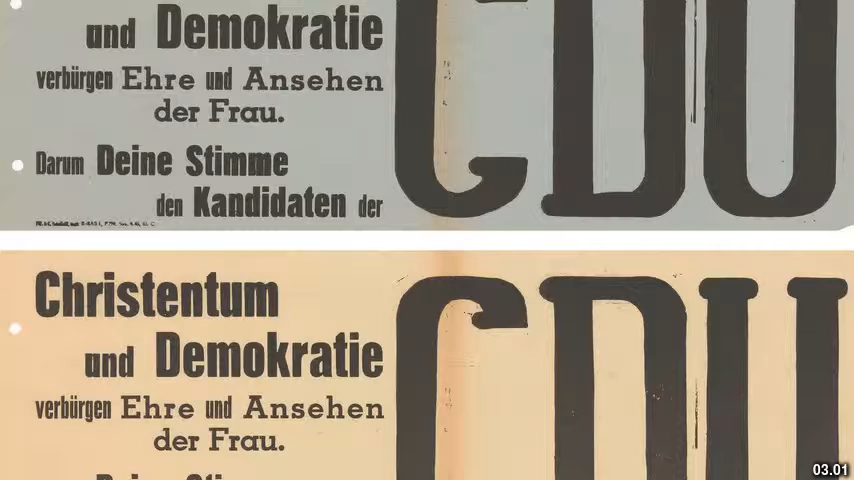 und Demokratie
verbürgen Ehre und Ansehen
der Frau.
Darum Deine Stimme
den Kandidaten der
CDU
Christentum
und Demokratie
verbürgen Ehre und Ansehen
der Frau.
CDU
03.01